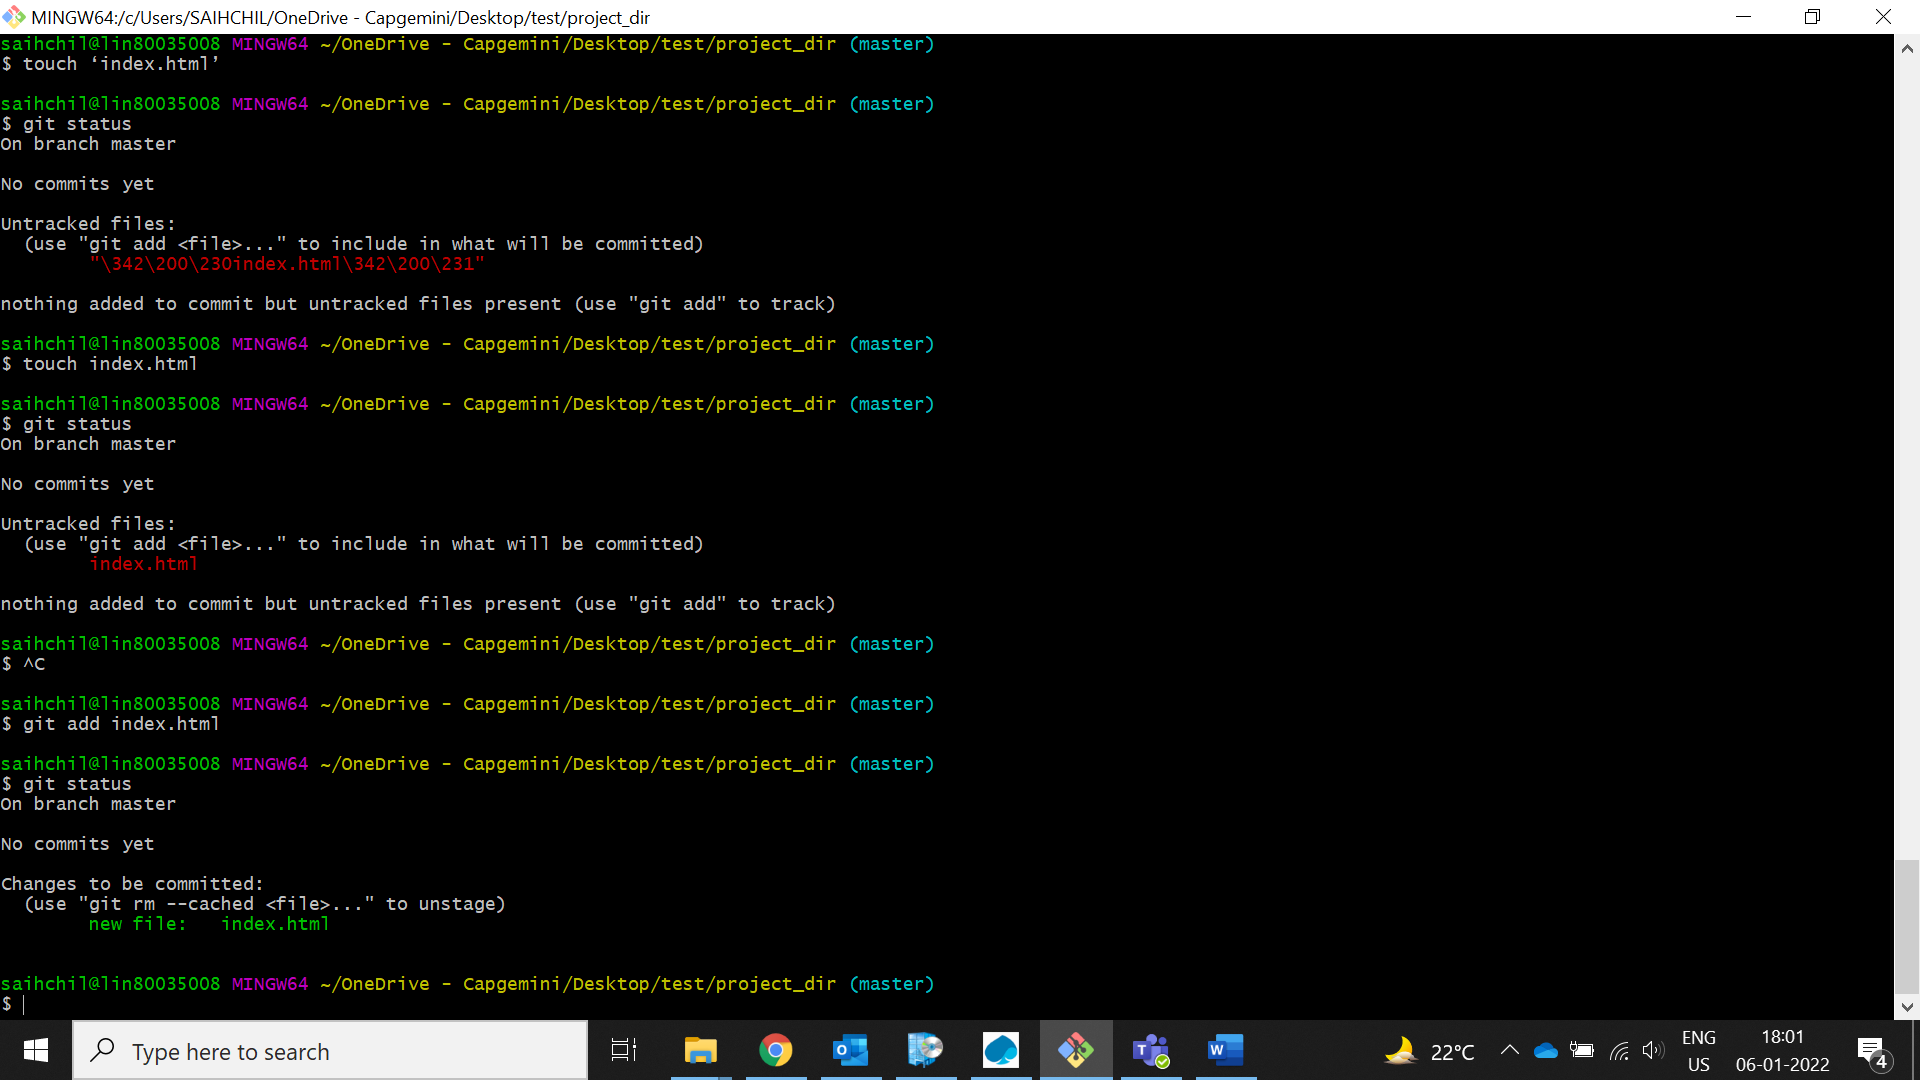 MINGW64:/c/Users/SAIHCHIL/OneDrive - Capgemini/Desktop/test/project_dir
saihchil@lin80035008 MINGW64 ~/OneDrive - Capgemini/Desktop/test/project_dir (master)
$ touch ‘index.html’
saihchil@lin80035008 MINGW64 ~/OneDrive - Capgemini/Desktop/test/project_dir (master)
$ git status
On branch master
No commits yet
Untracked files:
(use "git add <file>..." to include in what will be committed)
"\342\200\230index.html\342\200\231"
nothing added to commit but untracked files present (use "git add" to track)
saihchil@lin80035008 MINGW64 ~/OneDrive - Capgemini/Desktop/test/project_dir (master)
$ touch index.html
saihchil@lin80035008 MINGW64 ~/OneDrive - Capgemini/Desktop/test/project_dir (master)
$ git status
On branch master
No commits yet
Untracked files:
(use "git add <file>..." to include in what will be committed)
index.html
nothing added to commit but untracked files present (use "git add" to track)
saihchil@lin80035008 MINGW64 ~/OneDrive - Capgemini/Desktop/test/project_dir (master)
$ ^C
saihchil@lin80035008 MINGW64 ~/OneDrive - Capgemini/Desktop/test/project_dir (master)
$ git add index.html
saihchil@lin80035008 MINGW64 ~/OneDrive - Capgemini/Desktop/test/project_dir (master)
$ git status
On branch master
No commits yet
Changes to be committed:
(use "git rm --cached <file>..." to unstage)
new file:   index.html
saihchil@lin80035008 MINGW64 ~/OneDrive - Capgemini/Desktop/test/project_dir (master)
$
Type here to search
22°C
ENG
US
18:01
06-01-2022
4